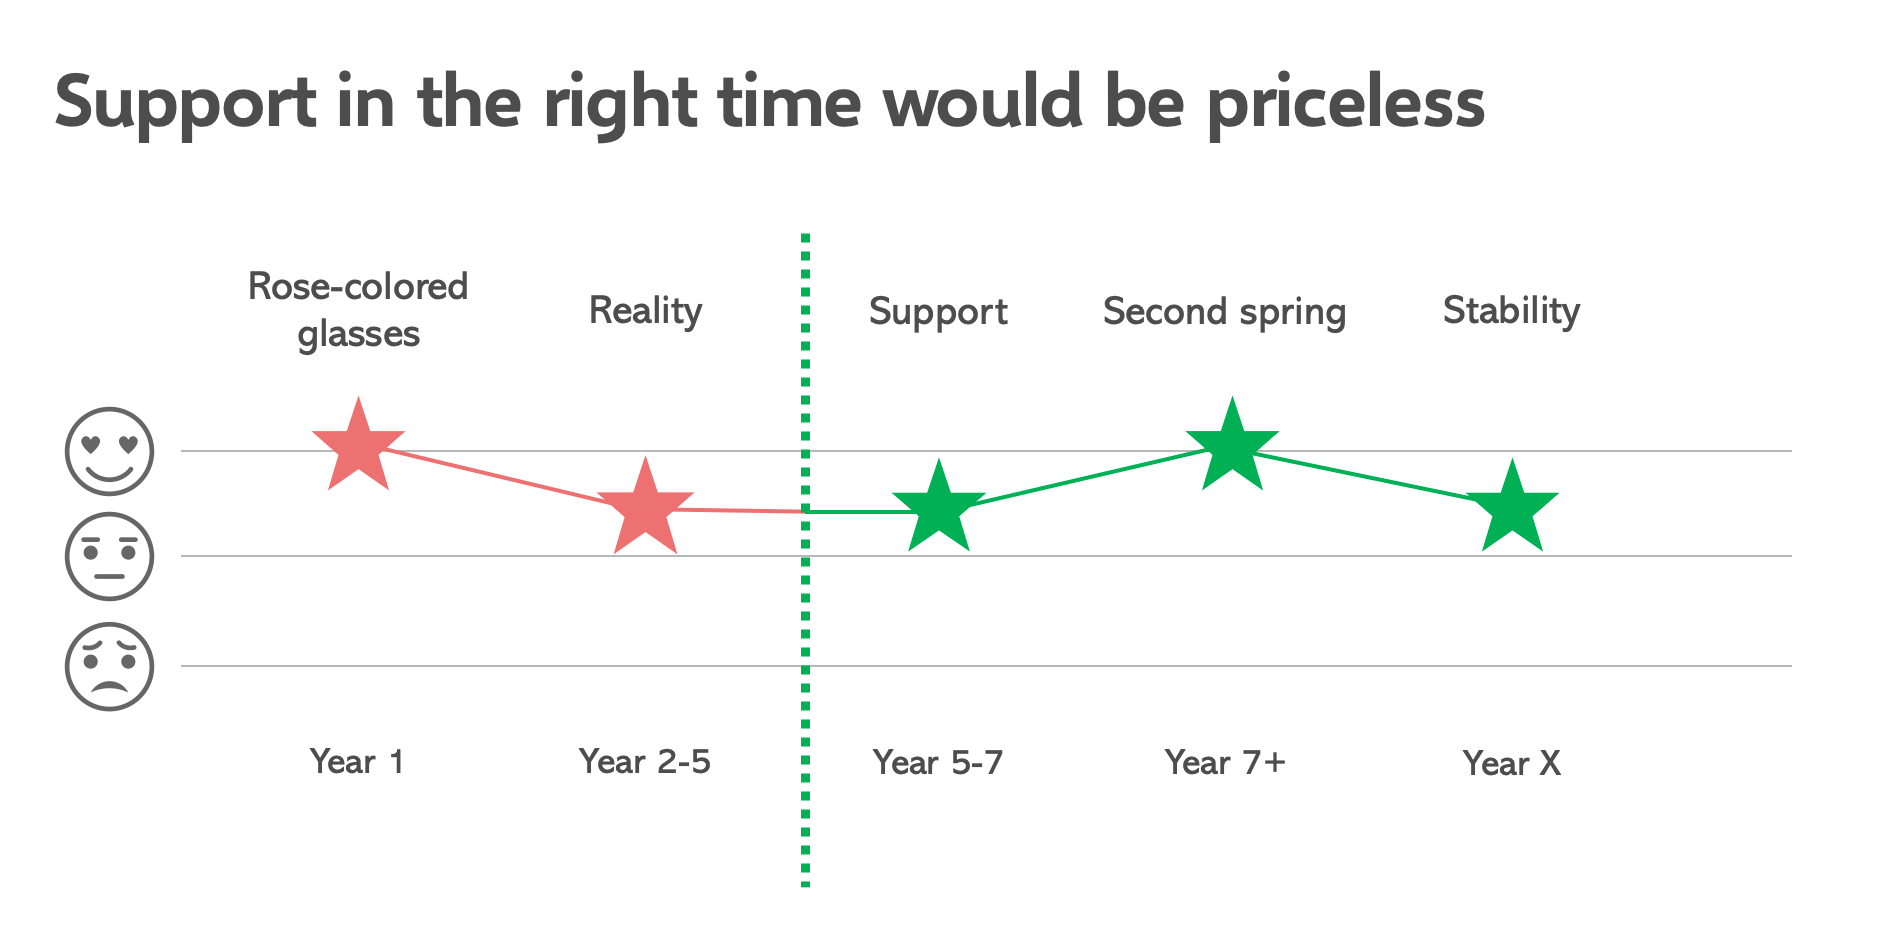 Support in the right time would be priceless
Rose-colored
glasses
Reality
Support
Second spring
Stability
Year 1
Year 2-5
Year 5-7
Year 7+
Year X